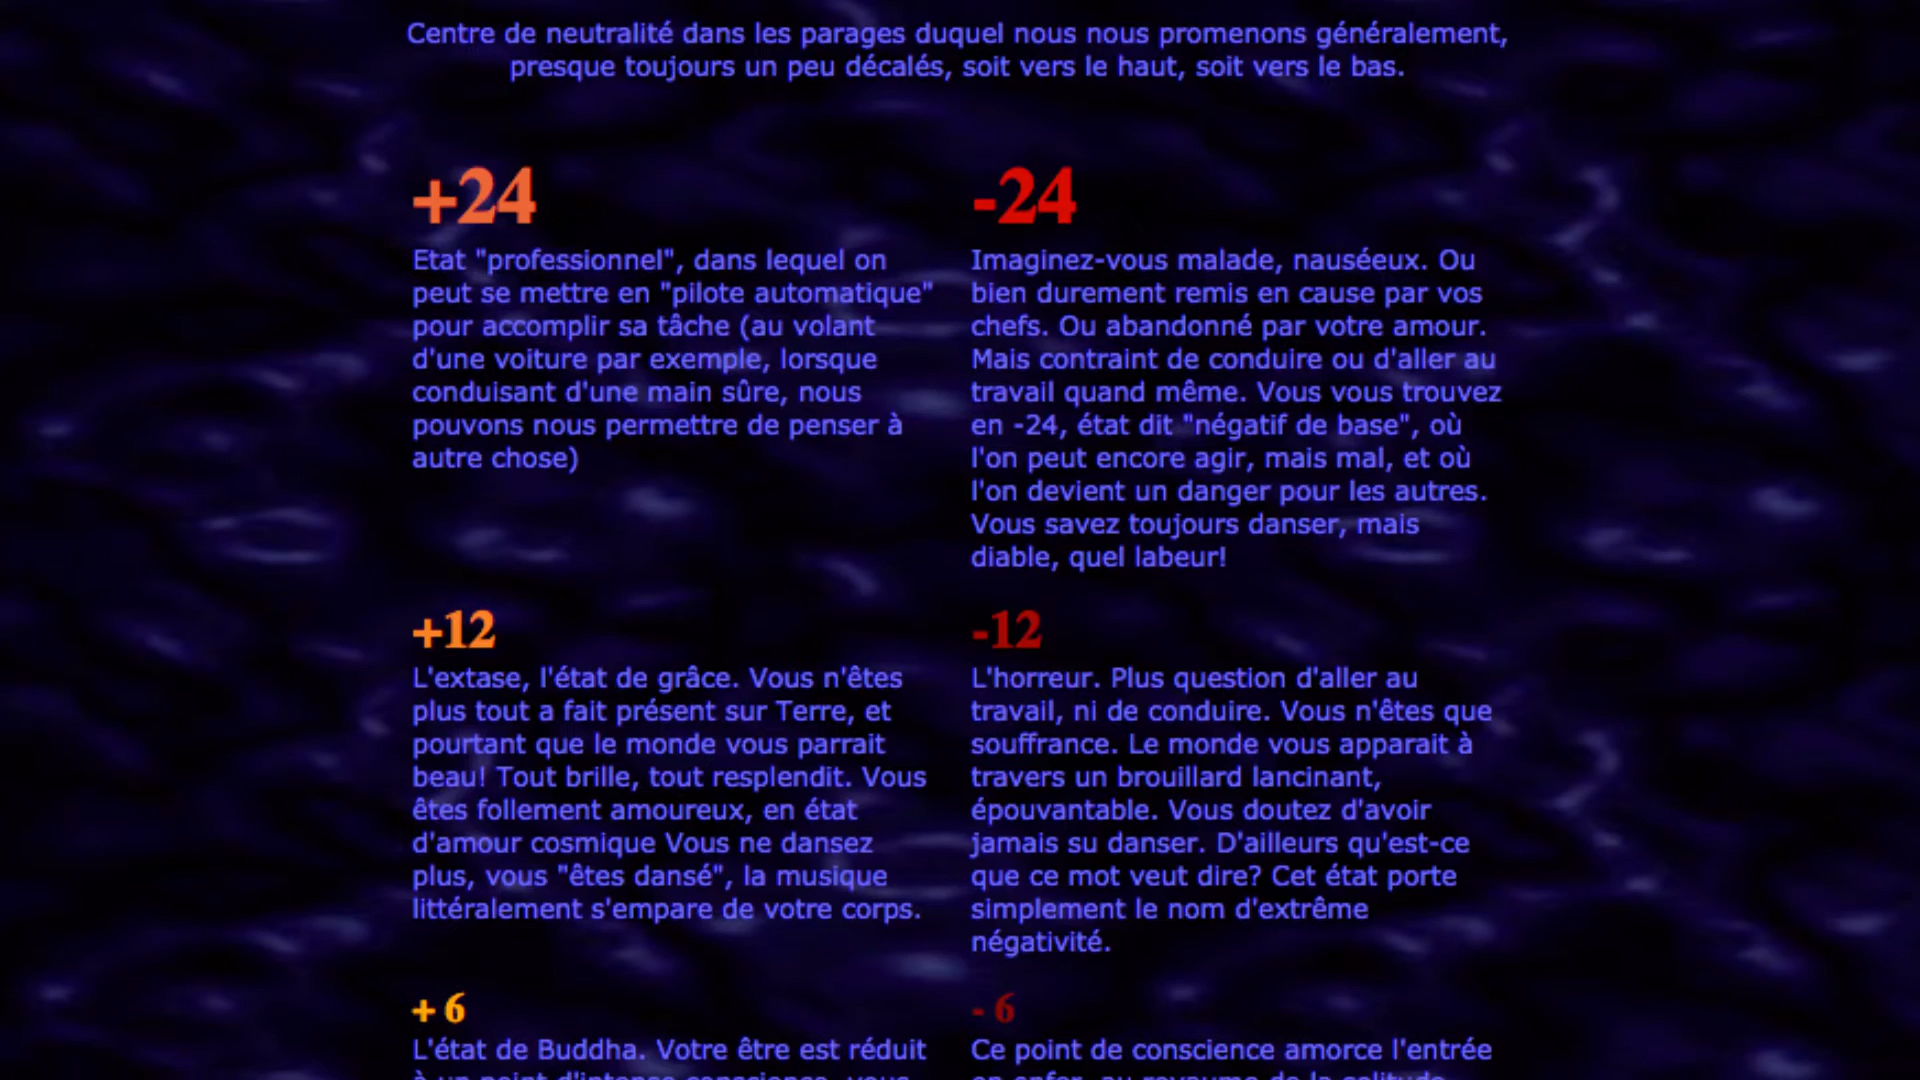 Centre de neutralité dans les parages duquel nous nous promenons généralement,
presque toujours un peu décalés, soit vers le haut, soit vers le bas.
+24
Etat "professionnel", dans lequel on
peut se mettre en "pilote automatique"
pour accomplir sa tâche (au volant
d'une voiture par exemple, lorsque
conduisant d'une main sûre, nous
pouvons nous permettre de penser à
autre chose)
-24
Imaginez-vous malade, nauséeux. Ou
bien durement remis en cause par vos
chefs. Ou abandonné par votre amour.
Mais contraint de conduire ou d'aller au
travail quand même. Vous vous trouvez
en -24, état dit "négatif de base", où
l'on peut encore agir, mais mal, et où
l'on devient un danger pour les autres.
Vous savez toujours danser, mais
diable, quel labeur!
+12
L'extase, l'état de grâce. Vous n'êtes
plus tout a fait présent sur Terre, et
pourtant que le monde vous parrait
beau! Tout brille, tout resplendit. Vous
êtes follement amoureux, en état
d'amour cosmique Vous ne dansez
plus, vous "êtes dansé", la musique
littéralement s'empare de votre corps.
-12
L'horreur. Plus question d'aller au
travail, ni de conduire. Vous n'êtes que
souffrance. Le monde vous apparait à
travers un brouillard lancinant,
épouvantable. Vous doutez d'avoir
jamais su danser. D'ailleurs qu'est-ce
que ce mot veut dire? Cet état porte
simplement le nom d'extrême
négativité.
+ 6
L'état de Buddha. Votre être est réduit
à un point d'intense conscience, vous
- 6
Ce point de conscience amorce l'entrée
en enfer, au royaume de la solitude